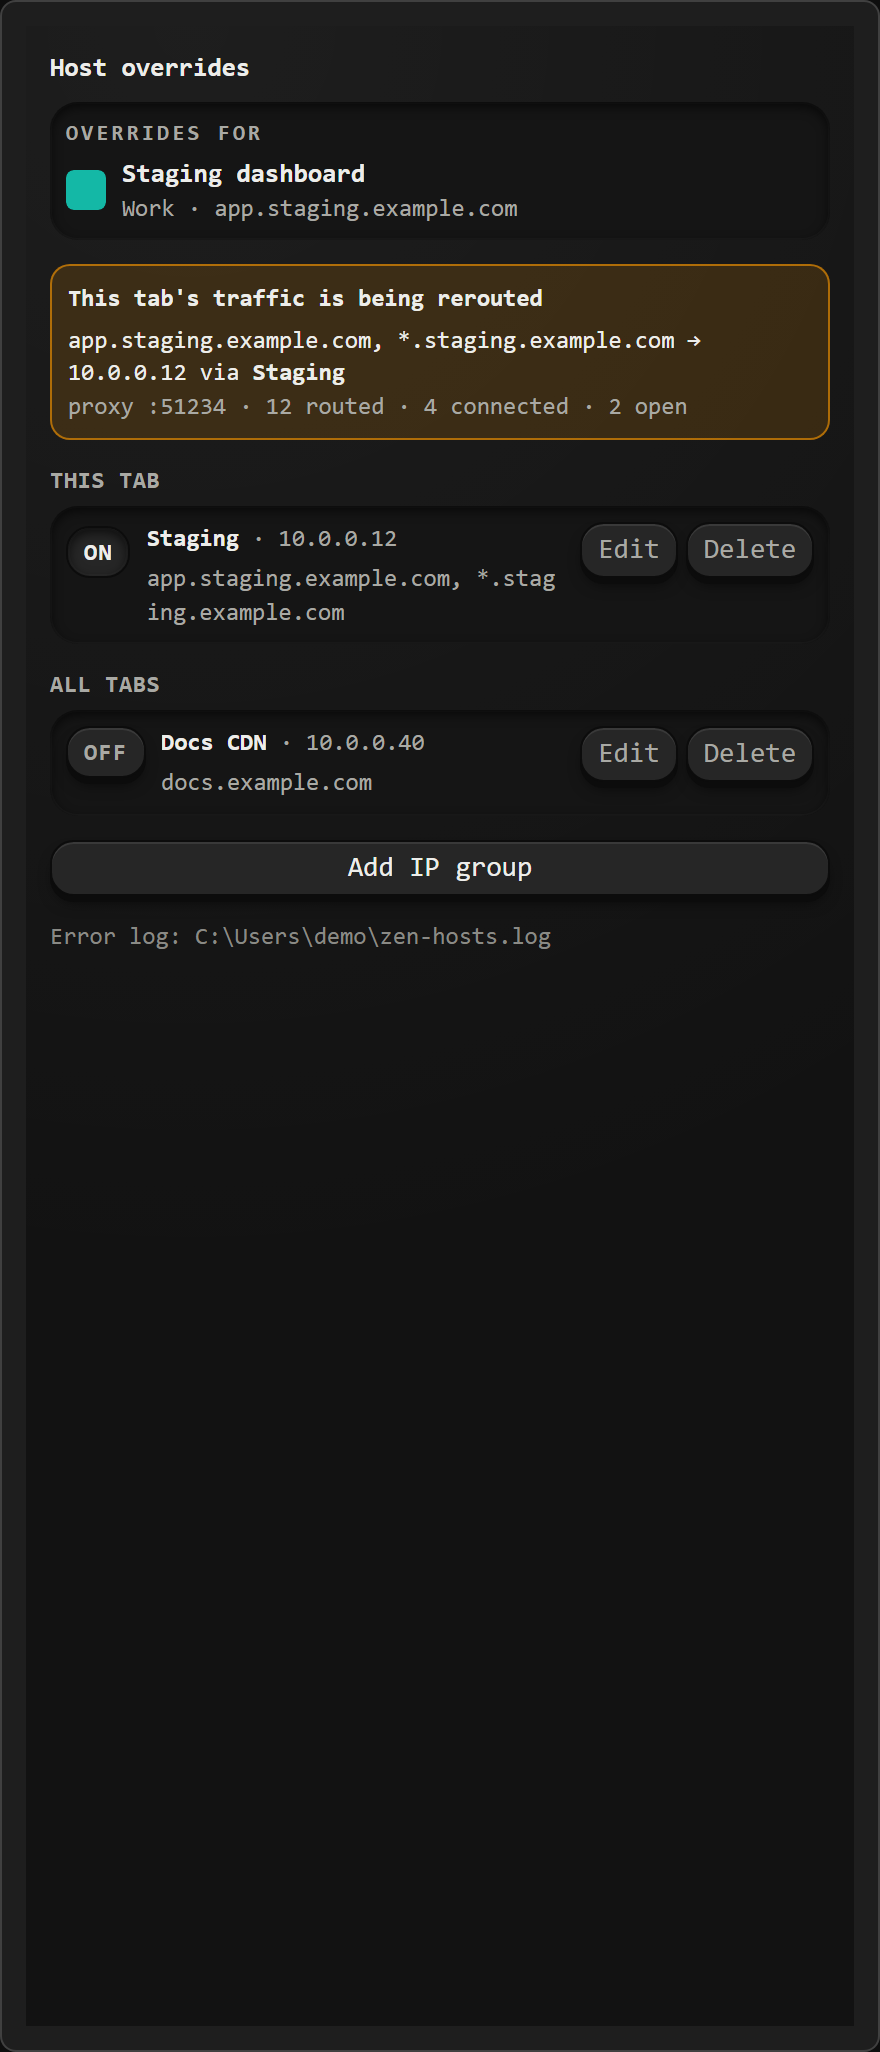 Host overrides
OVERRIDES FOR
Staging dashboard
Work · app.staging.example.com
This tab's traffic is being rerouted
app.staging.example.com, *.staging.example.com →
10.0.0.12 via Staging
proxy :51234 · 12 routed · 4 connected · 2 open
THIS TAB
ON
Staging · 10.0.0.12
Edit
Delete
app.staging.example.com, *.stag
ing.example.com
ALL TABS
OFF
Docs CDN · 10.0.0.40
Edit
Delete
docs.example.com
Add IP group
Error log: C:\Users\demo\zen-hosts.log